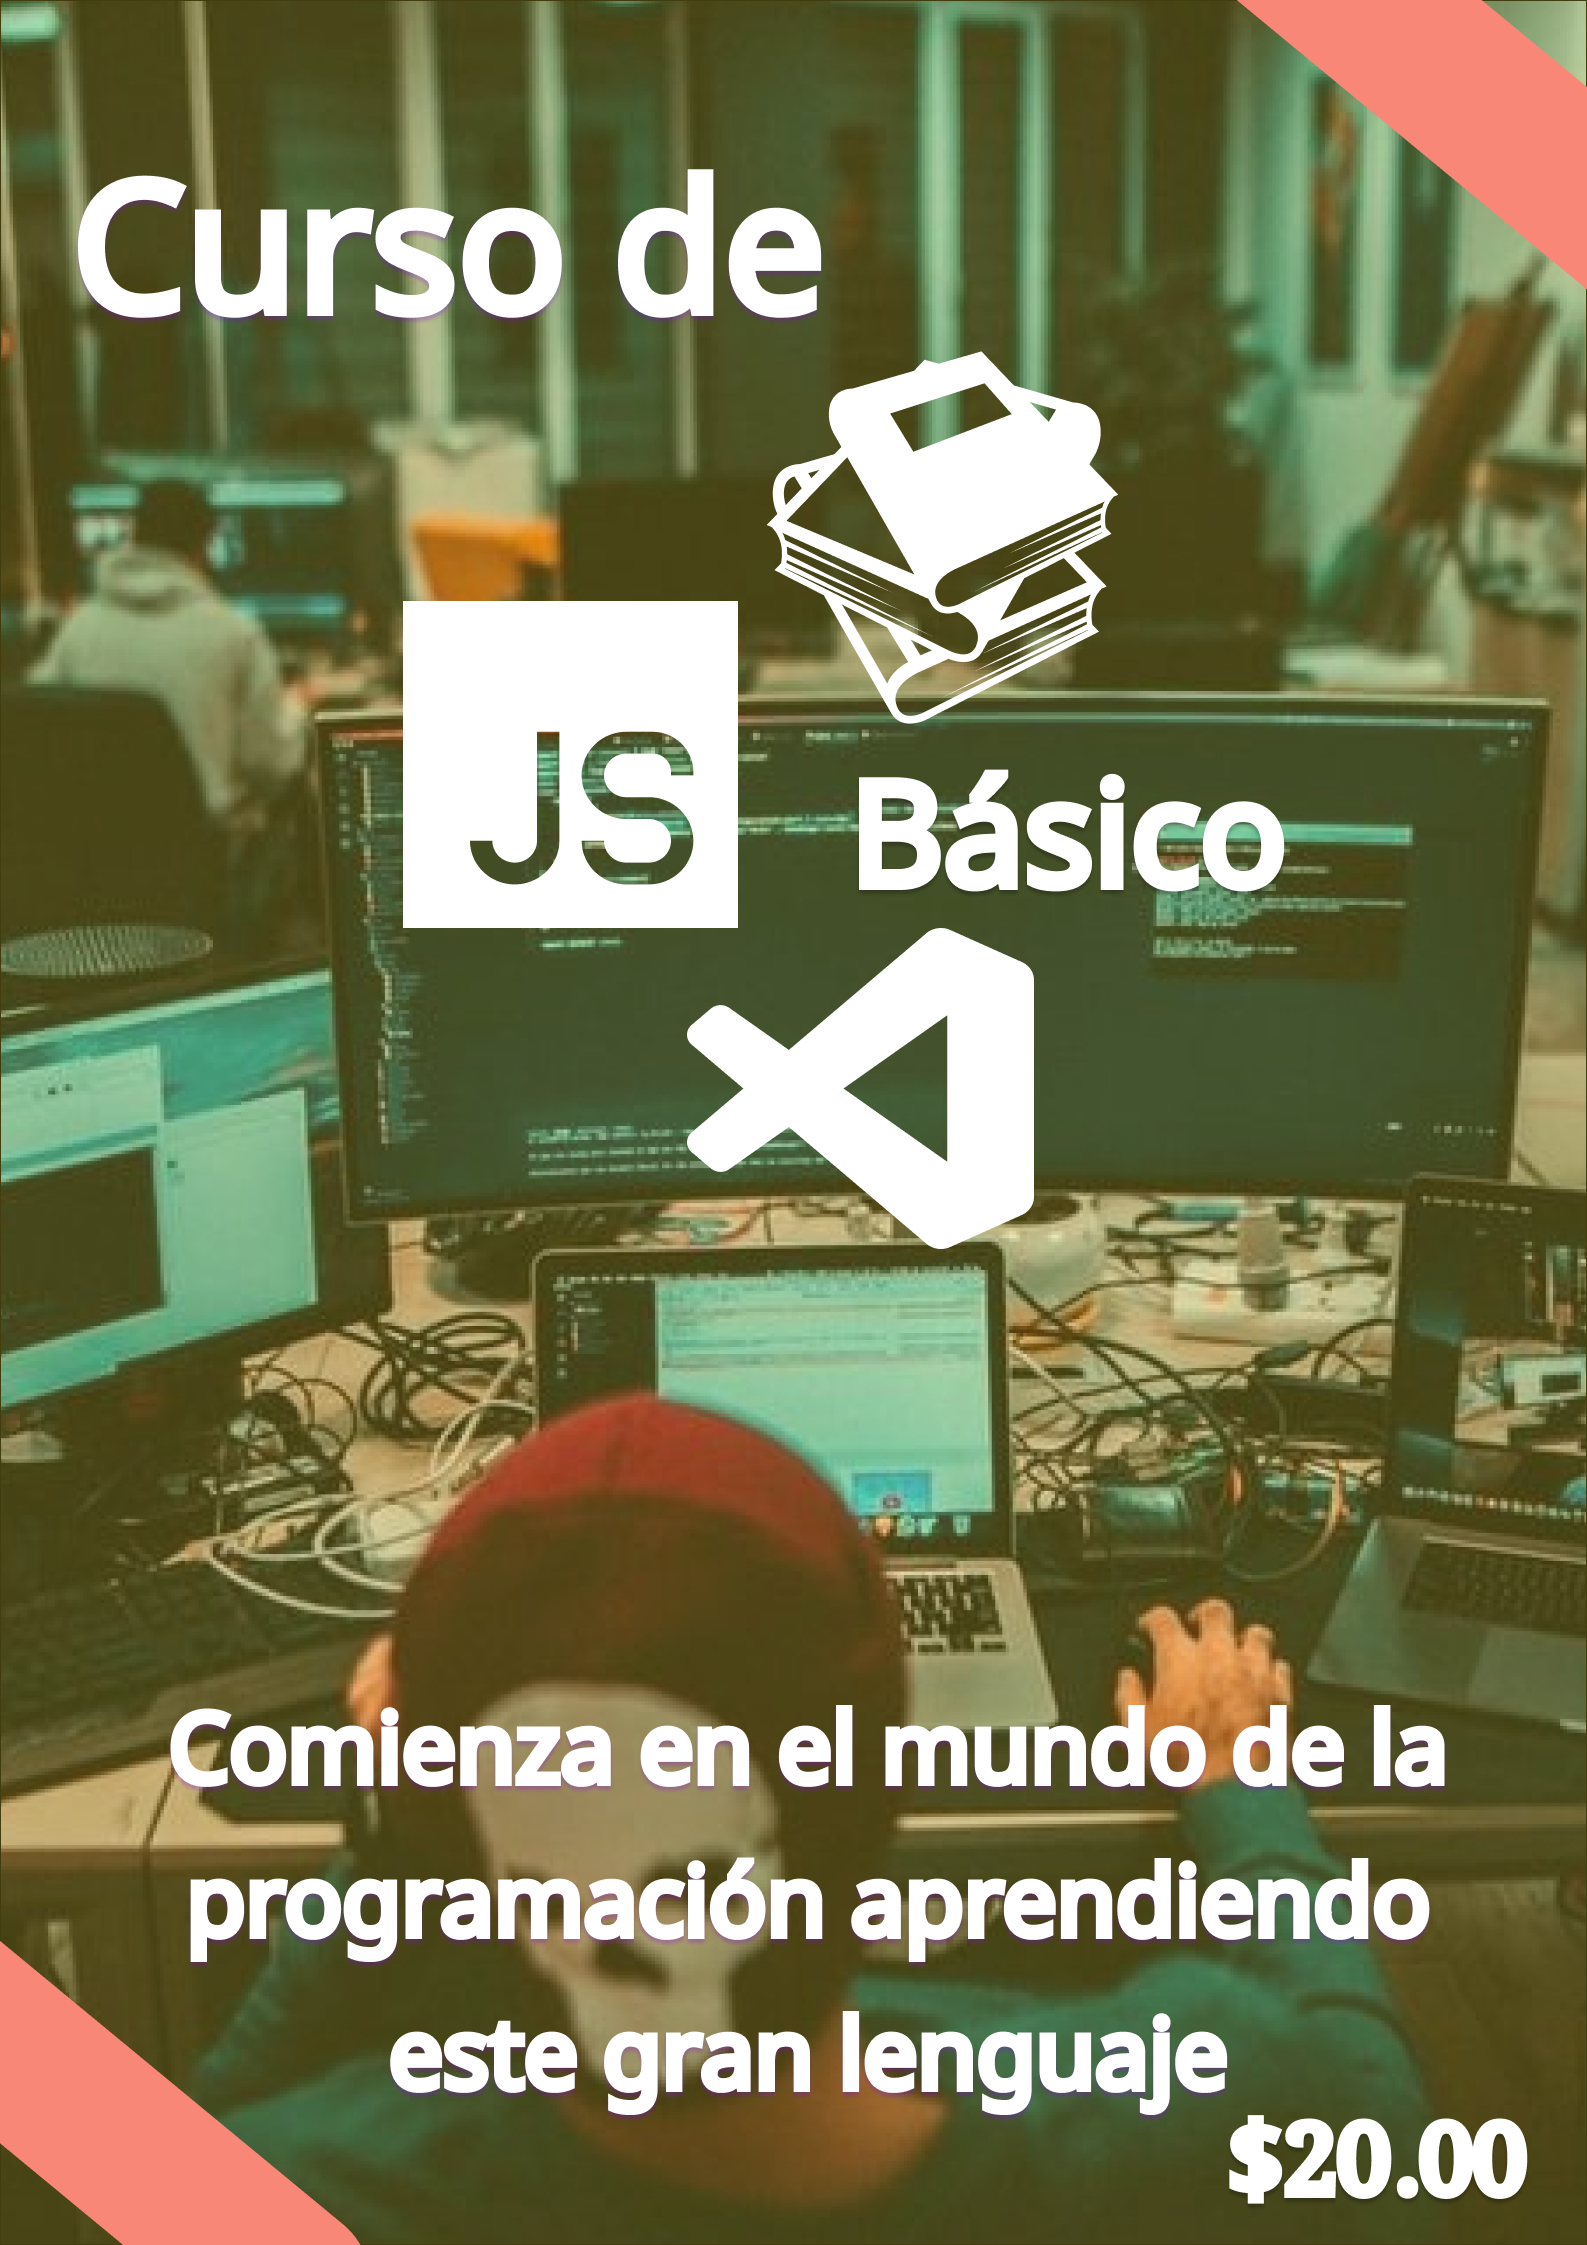 Curso de
JS
Básico
Comienza en el mundo de la
programación aprendiendo
este gran lenguaje
$20.00